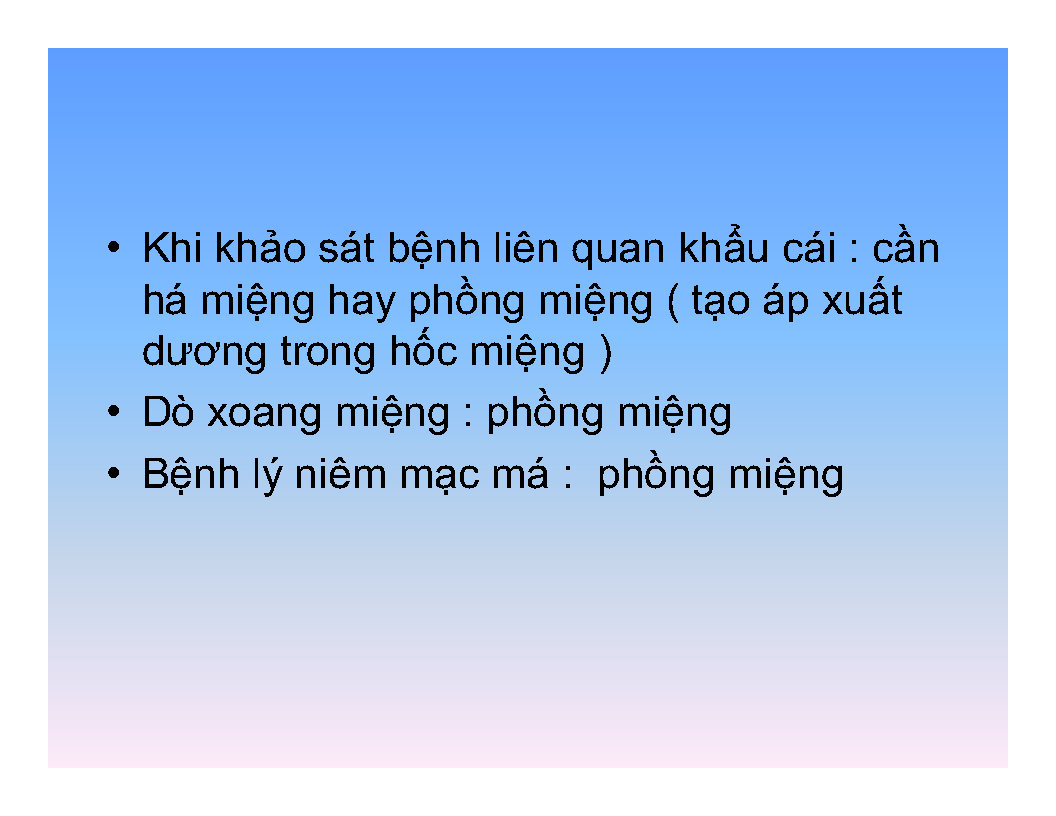 • Khi khảo sát bệnh liên quan khẩu cái : cần
há miệng hay phồng miệng ( tạo áp xuất
dương trong hốc miệng )
• Dò xoang miệng : phồng miệng
• Bệnh lý niêm mạc má :  phồng miệng